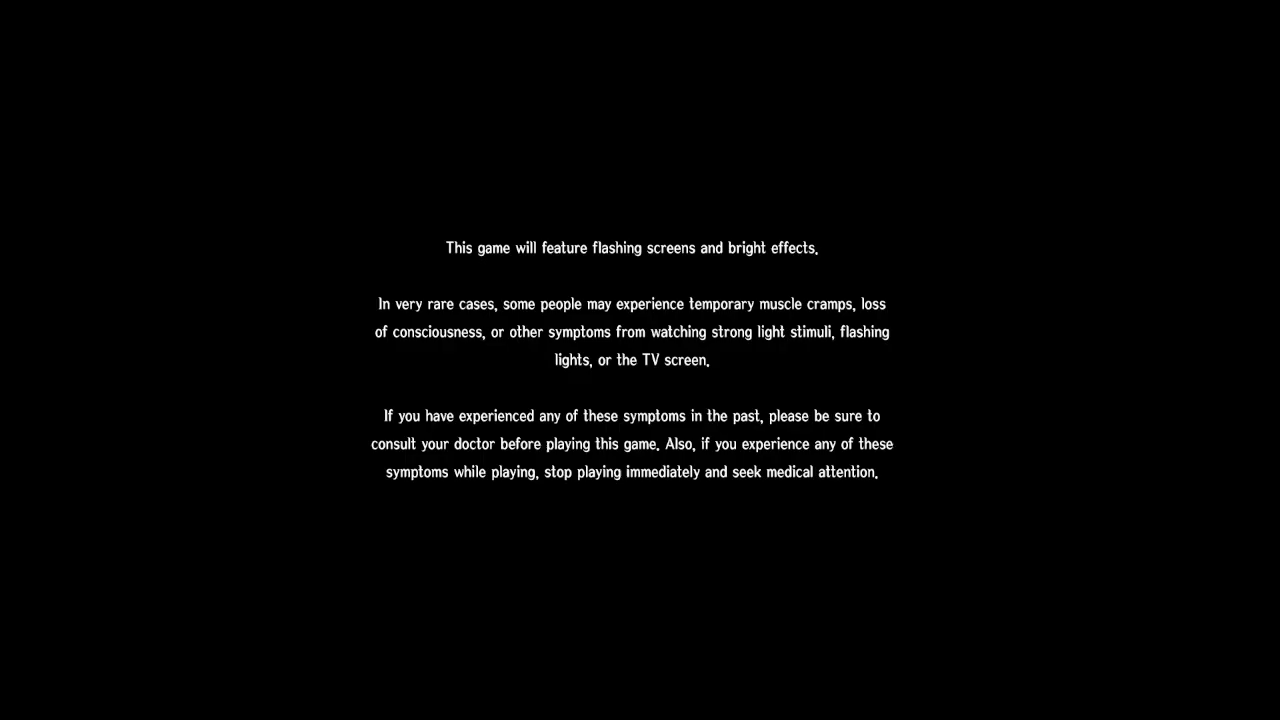 This game will feature flashing screens and bright effects.
In very rare cases, some people may experience temporary muscle cramps, loss
of consciousness, or other symptoms from watching strong light stimuli, flashing
lights, or the TV screen.
If you have experienced any of these symptoms in the past, please be sure to
consult your doctor before playing this game. Also, if you experience any of these
symptoms while playing, stop playing immediately and seek medical attention.